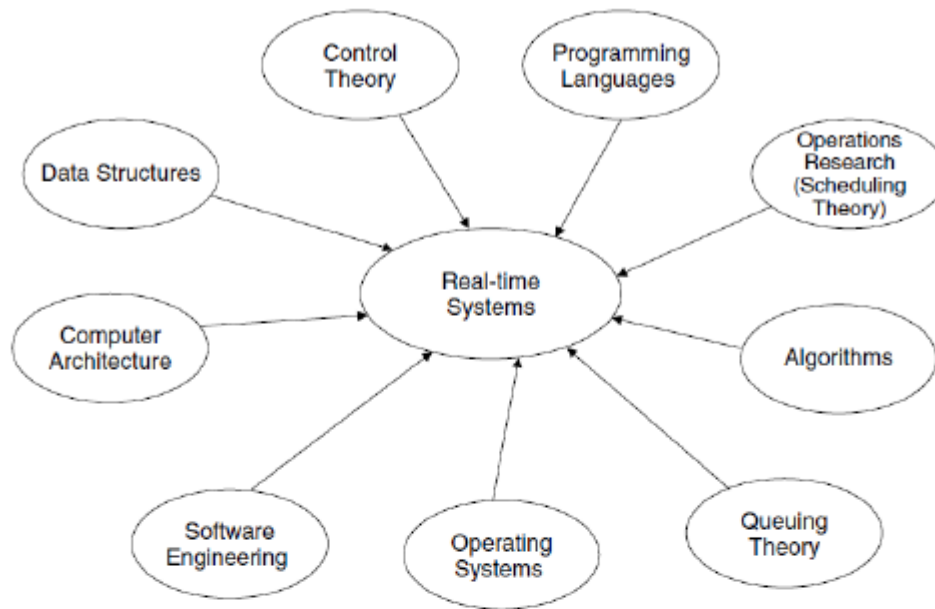 Control
Theory
Programming
Languages
Data Structures
Operations
Research
(Scheduling
Theory)
Real-time
Systems
Computer
Architecture
Algorithms
Software
Engineering
Operating
Systems
Queuing
Theory